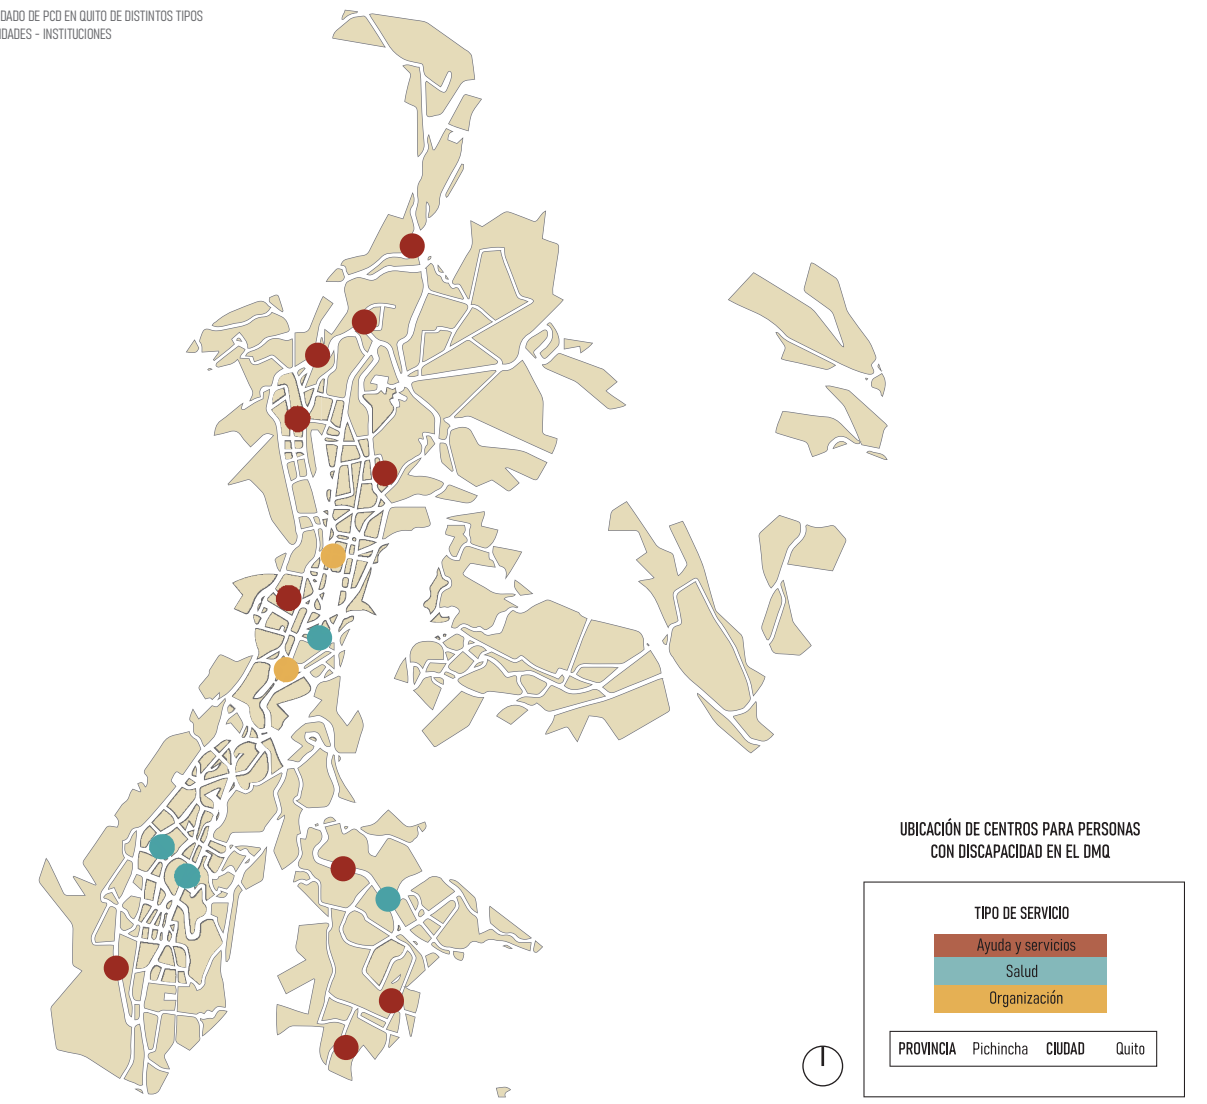 DADO DE PCD EN QUITO DE DISTINTOS TIPOS
DADES - INSTITUCIONES
UBICACIÓN DE CENTROS PARA PERSONAS
CON DISCAPACIDAD EN EL DMQ
TIPO DE SERVICIO
Ayuda y servicios
Salud
Organización
PROVINCIA Pichincha CIUDAD Quito